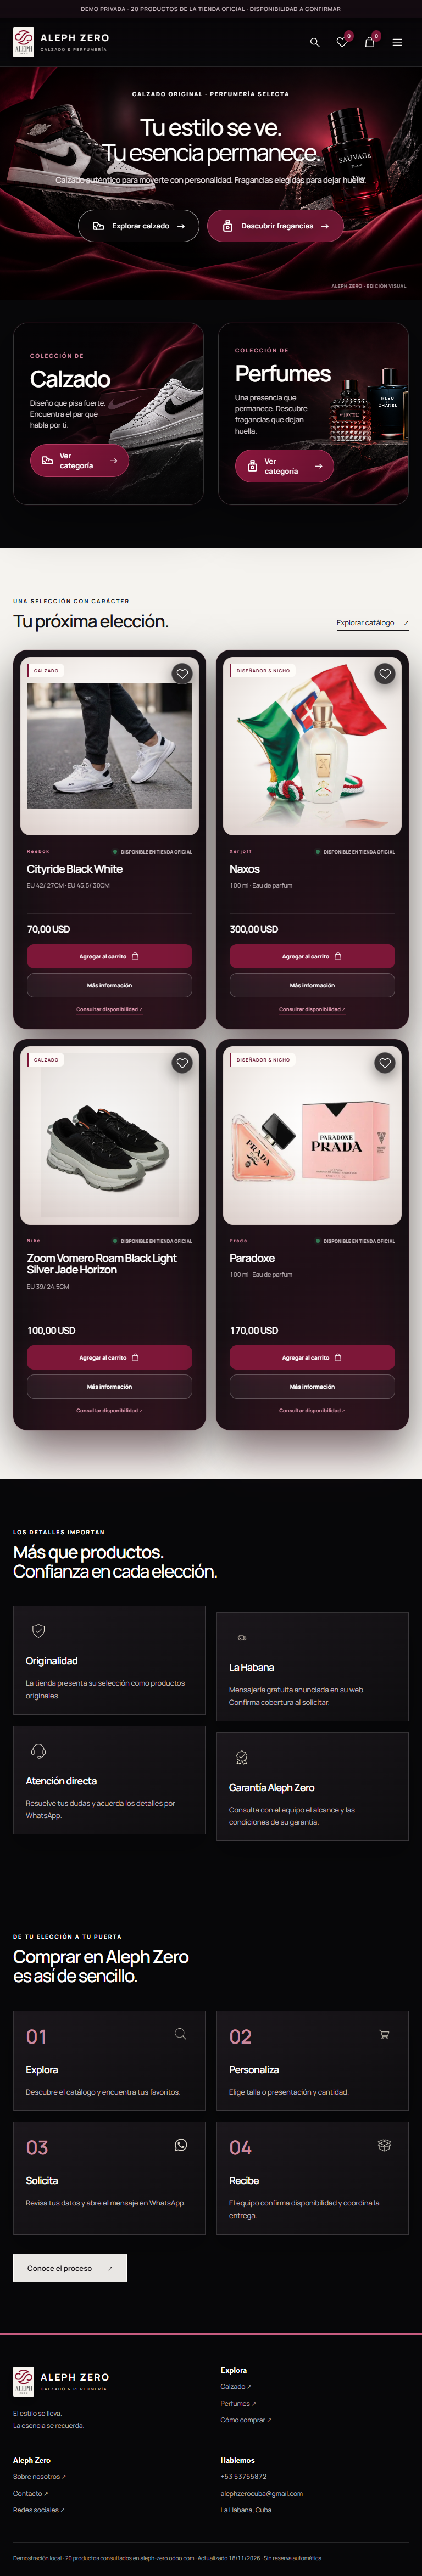 DEMO PRIVADA · 20 PRODUCTOS DE LA TIENDA OFICIAL · DISPONIBILIDAD A CONFIRMAR
ALEPH ZERO
CALZADO & PERFUMERÍA
0
0
CALZADO ORIGINAL · PERFUMERÍA SELECTA
Tu estilo se ve.
Tu esencia permanece.
Calzado auténtico para moverte con personalidad. Fragancias elegidas para dejar huella.
SAUVAGE
Explorar calzado →
Descubrir fragancias →
ALEPH ZERO · EDICIÓN VISUAL
COLECCIÓN DE
Calzado
Diseño que pisa fuerte.
Encuentra el par que
habla por ti.
Ver
categoría →
COLECCIÓN DE
Perfumes
Una presencia que
permanece. Descubre
fragancias que dejan
huella.
Ver
categoría →
BLEU
DE
CHANEL
UNA SELECCIÓN CON CARÁCTER
Tu próxima elección.
Explorar catálogo ↗
CALZADO
Reebok
DISPONIBLE EN TIENDA OFICIAL
Cityride Black White
EU 42/ 27CM · EU 45.5/ 30CM
70,00 USD
Agregar al carrito
Más información
Consultar disponibilidad ↗
DISEÑADOR & NICHO
Xerjoff
DISPONIBLE EN TIENDA OFICIAL
Naxos
100 ml · Eau de parfum
300,00 USD
Agregar al carrito
Más información
Consultar disponibilidad ↗
CALZADO
Nike
DISPONIBLE EN TIENDA OFICIAL
Zoom Vomero Roam Black Light
Silver Jade Horizon
EU 39/ 24.5CM
100,00 USD
Agregar al carrito
Más información
Consultar disponibilidad ↗
DISEÑADOR & NICHO
PRADA
PARADOXE
PRADA
Prada
DISPONIBLE EN TIENDA OFICIAL
Paradoxe
100 ml · Eau de parfum
170,00 USD
Agregar al carrito
Más información
Consultar disponibilidad ↗
LOS DETALLES IMPORTAN
Más que productos.
Confianza en cada elección.
Originalidad
La tienda presenta su selección como productos
originales.
La Habana
Mensajería gratuita anunciada en su web.
Confirma cobertura al solicitar.
Atención directa
Resuelve tus dudas y acuerda los detalles por
WhatsApp.
Garantía Aleph Zero
Consulta con el equipo el alcance y las
condiciones de su garantía.
DE TU ELECCIÓN A TU PUERTA
Comprar en Aleph Zero
es así de sencillo.
01
Explora
Descubre el catálogo y encuentra tus favoritos.
02
Personaliza
Elige talla o presentación y cantidad.
03
Solicita
Revisa tus datos y abre el mensaje en WhatsApp.
04
Recibe
El equipo confirma disponibilidad y coordina la
entrega.
Conoce el proceso ↗
ALEPH ZERO
CALZADO & PERFUMERÍA
El estilo se lleva.
La esencia se recuerda.
Explora
Calzado ↗
Perfumes ↗
Cómo comprar ↗
Aleph Zero
Sobre nosotros ↗
Contacto ↗
Redes sociales ↗
Hablemos
+53 53755872
alephzerocuba@gmail.com
La Habana, Cuba
Demostración local · 20 productos consultados en aleph-zero.odoo.com · Actualizado 18/11/2026 · Sin reserva automática